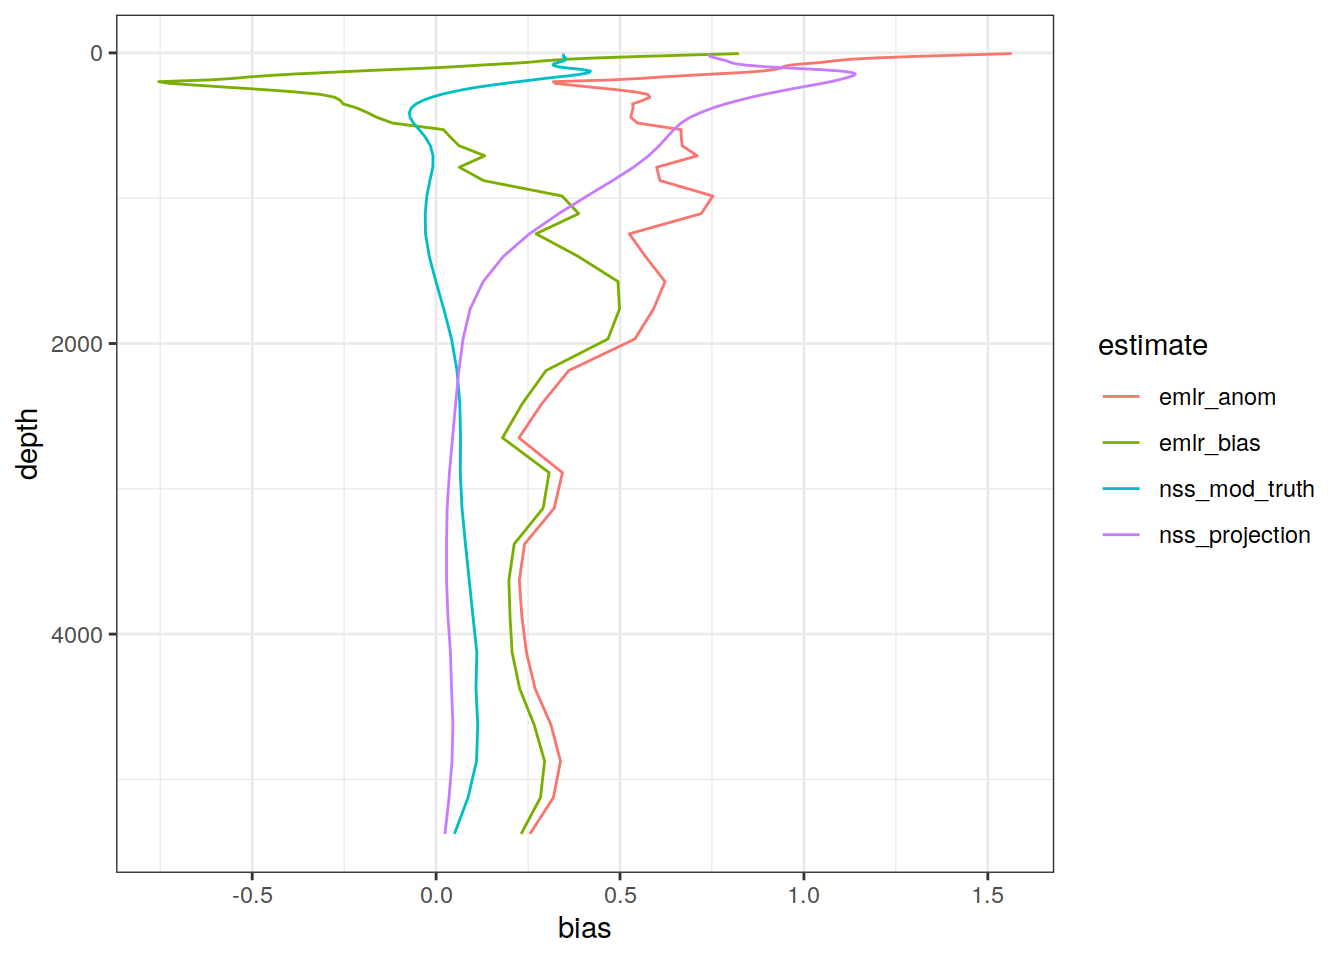 0
2000
4000
depth
-0.5
0.0
0.5
1.0
1.5
bias
estimate
emlr_anom
emlr_bias
nss_mod_truth
nss_projection